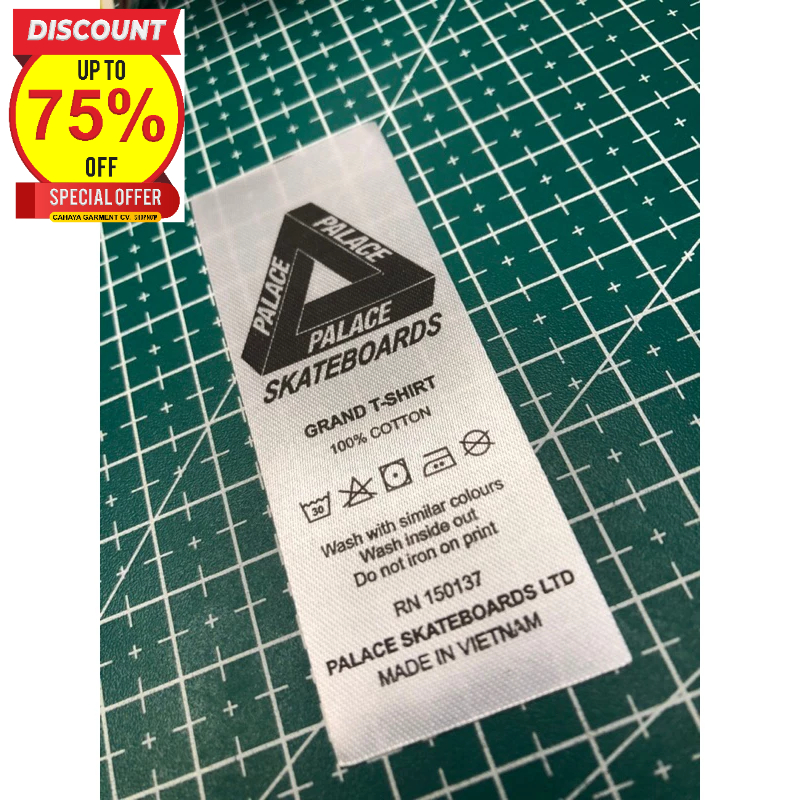 DISCOUNT
UP TO
75%
OFF
SPECIAL OFFER
CAHAYA GARMENT CV. SHOPNOW
PALACE
PALACE
PALACE
SKATEBOARDS
GRAND T-SHIRT
100% COTTON
30
Wash with similar colours
Wash inside out
Do not iron on print
RN 150137
PALACE SKATEBOARDS LTD
MADE IN VIETNAM